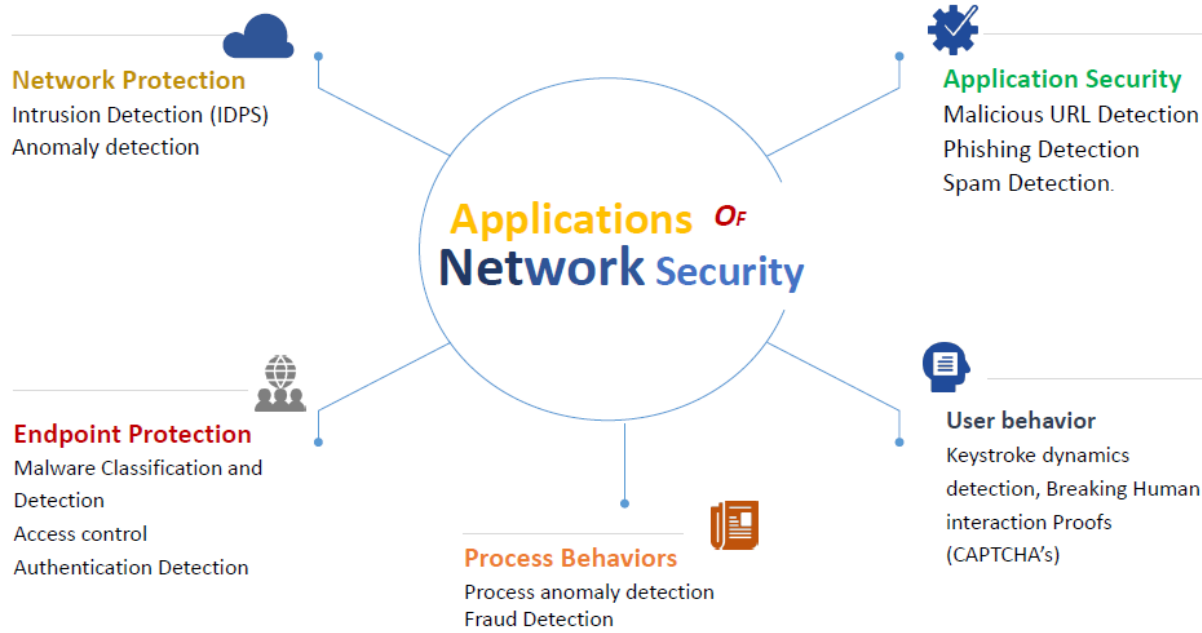 Network Protection
Intrusion Detection (IDPS)
Anomaly detection
Application Security
Malicious URL Detection
Phishing Detection
Spam Detection.
Applications OF
Network Security
Endpoint Protection
Malware Classification and
Detection
Access control
Authentication Detection
Process Behaviors
Process anomaly detection
Fraud Detection
User behavior
Keystroke dynamics
detection, Breaking Human
interaction Proofs
(CAPTCHA’s)